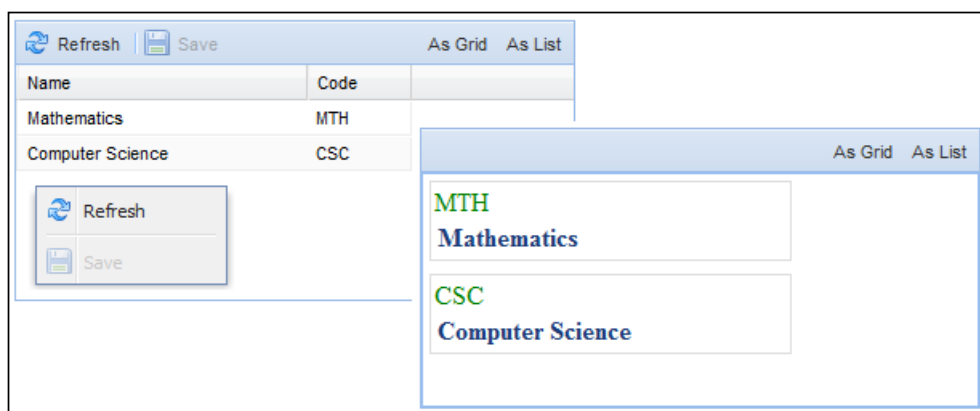 Refresh Save As Grid As List
Name Code
Mathematics MTH
Computer Science CSC
Refresh
Save
As Grid As List
MTH
Mathematics
CSC
Computer Science